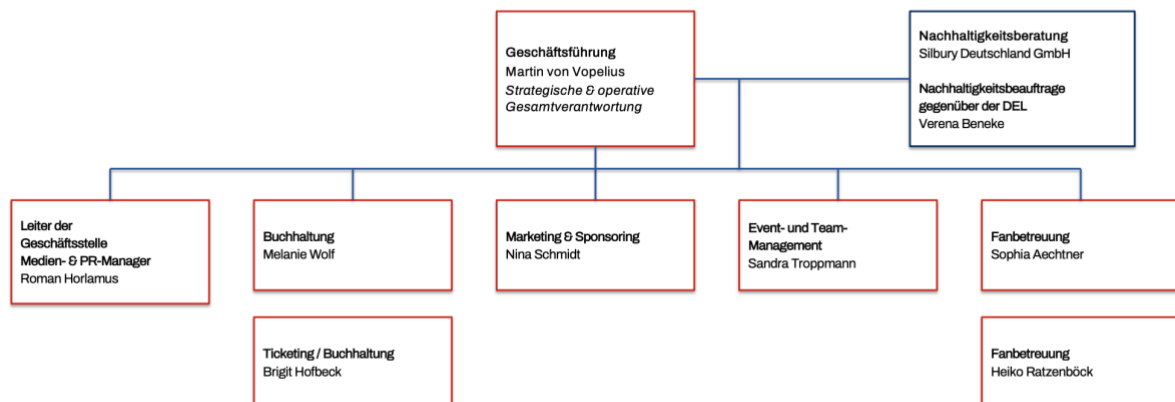 Geschäftsführung
Martin von Vopelius
Strategische & operative
Gesamtverantwortung
Nachhaltigkeitsberatung
Silbury Deutschland GmbH
Nachhaltigkeitsbeauftrage
gegenüber der DEL
Verena Beneke
Leiter der
Geschäftsstelle
Medien- & PR-Manager
Roman Horlamus
Buchhaltung
Melanie Wolf
Marketing & Sponsoring
Nina Schmidt
Event- und Team-
Management
Sandra Troppmann
Fanbetreuung
Sophia Aechtner
Ticketing / Buchhaltung
Brigit Hofbeck
Fanbetreuung
Heiko Ratzenböck